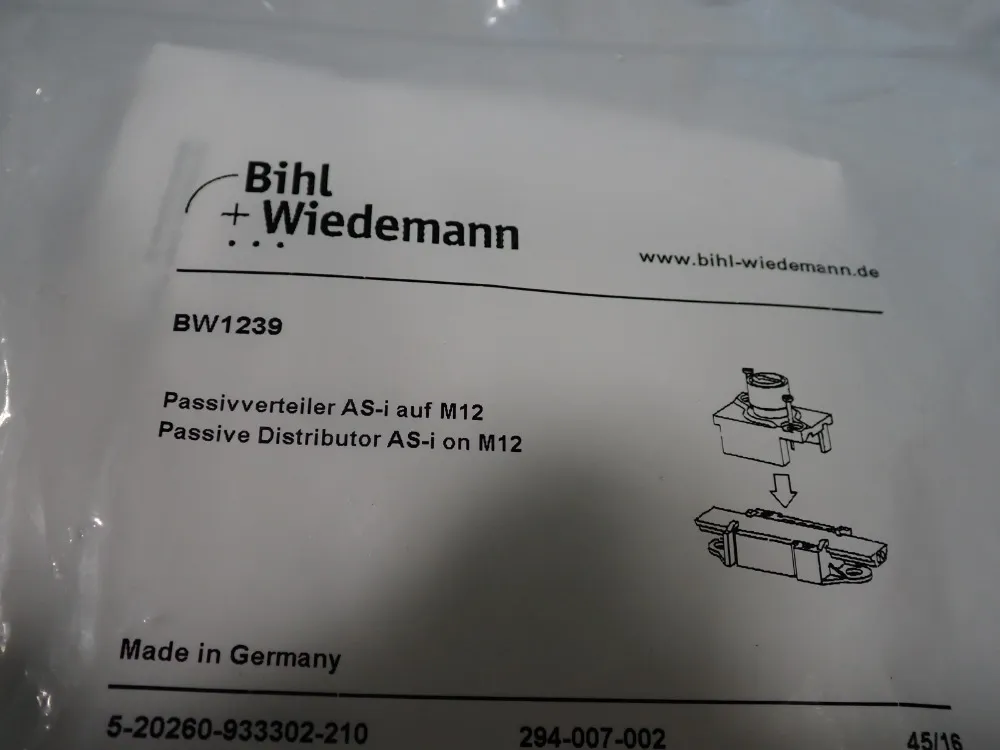 Bihl
+ Wiedemann
www.bihl-wiedemann.de
BW1239
Passivverteiler AS-i auf M12
Passive Distributor AS-i on M12
Made in Germany
5-20260-933302-210 294-007-002 45/16